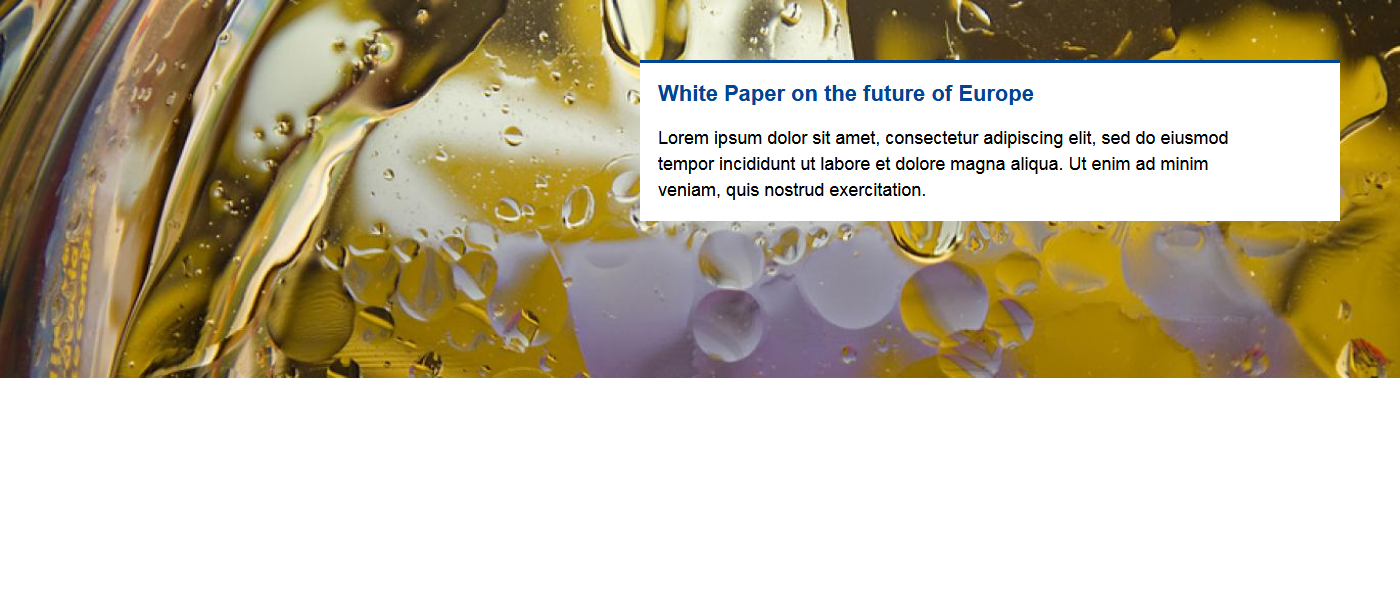 White Paper on the future of Europe
Lorem ipsum dolor sit amet, consectetur adipiscing elit, sed do eiusmod
tempor incididunt ut labore et dolore magna aliqua. Ut enim ad minim
veniam, quis nostrud exercitation.